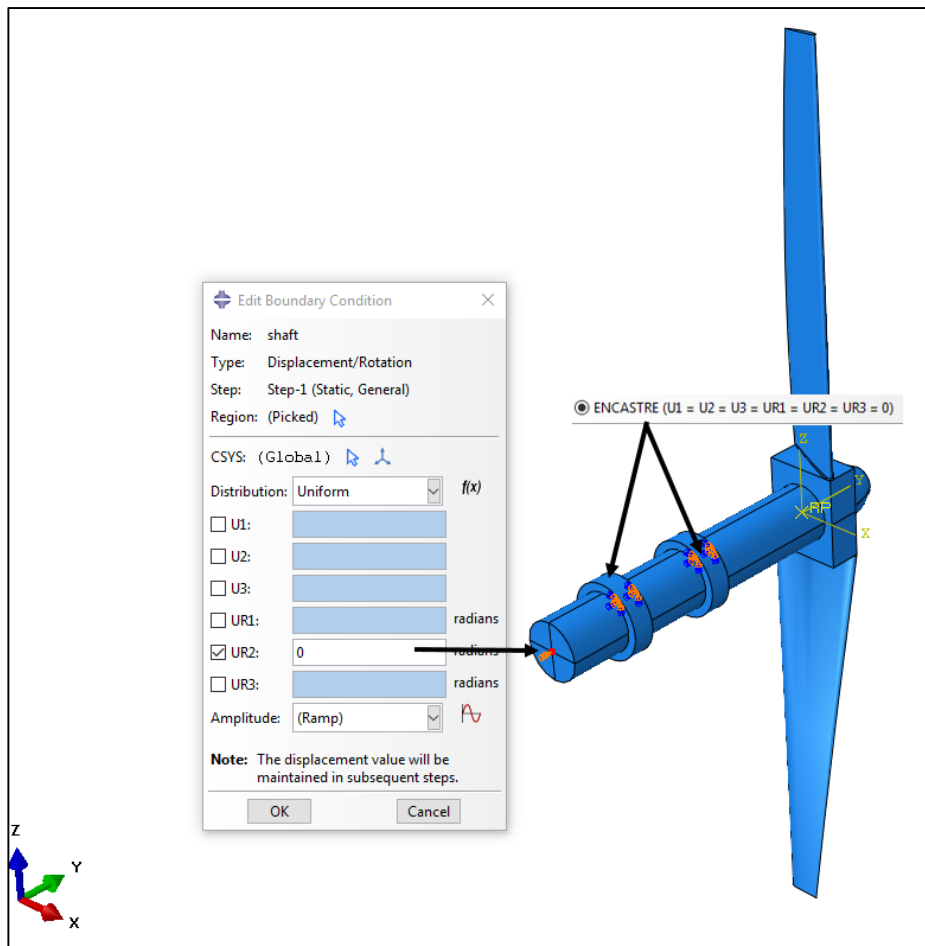 Edit Boundary Condition
Name: shaft
Type: Displacement/Rotation
Step: Step-1 (Static, General)
Region: (Picked)
CSYS: (Global)
Distribution: Uniform f(x)
U1:
U2:
U3:
UR1: radians
UR2: 0 radians
UR3: radians
Amplitude: (Ramp)
Note: The displacement value will be
maintained in subsequent steps.
OK Cancel
ENCASTRE (U1 = U2 = U3 = UR1 = UR2 = UR3 = 0)
Z
Y
RP
X
Z
Y
X